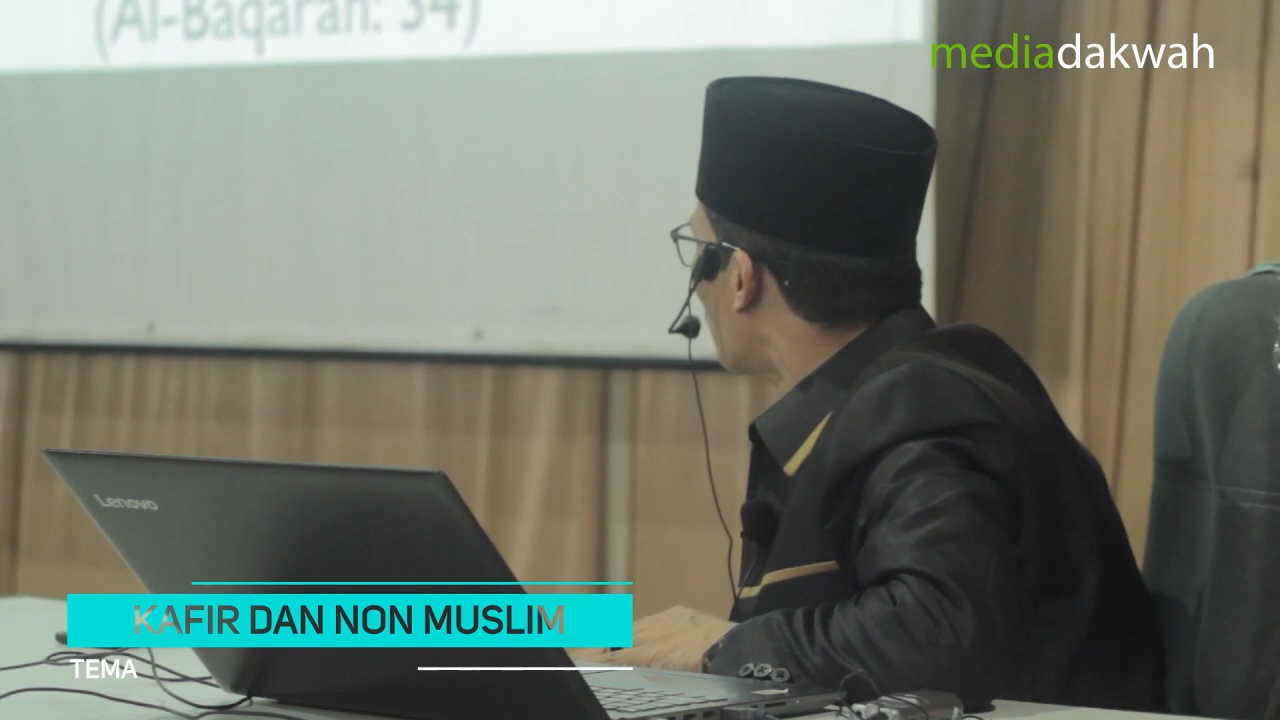 (Al-Baqarah: 34)
mediadakwah
Lenovo
KAFIR DAN NON MUSLIM
TEMA